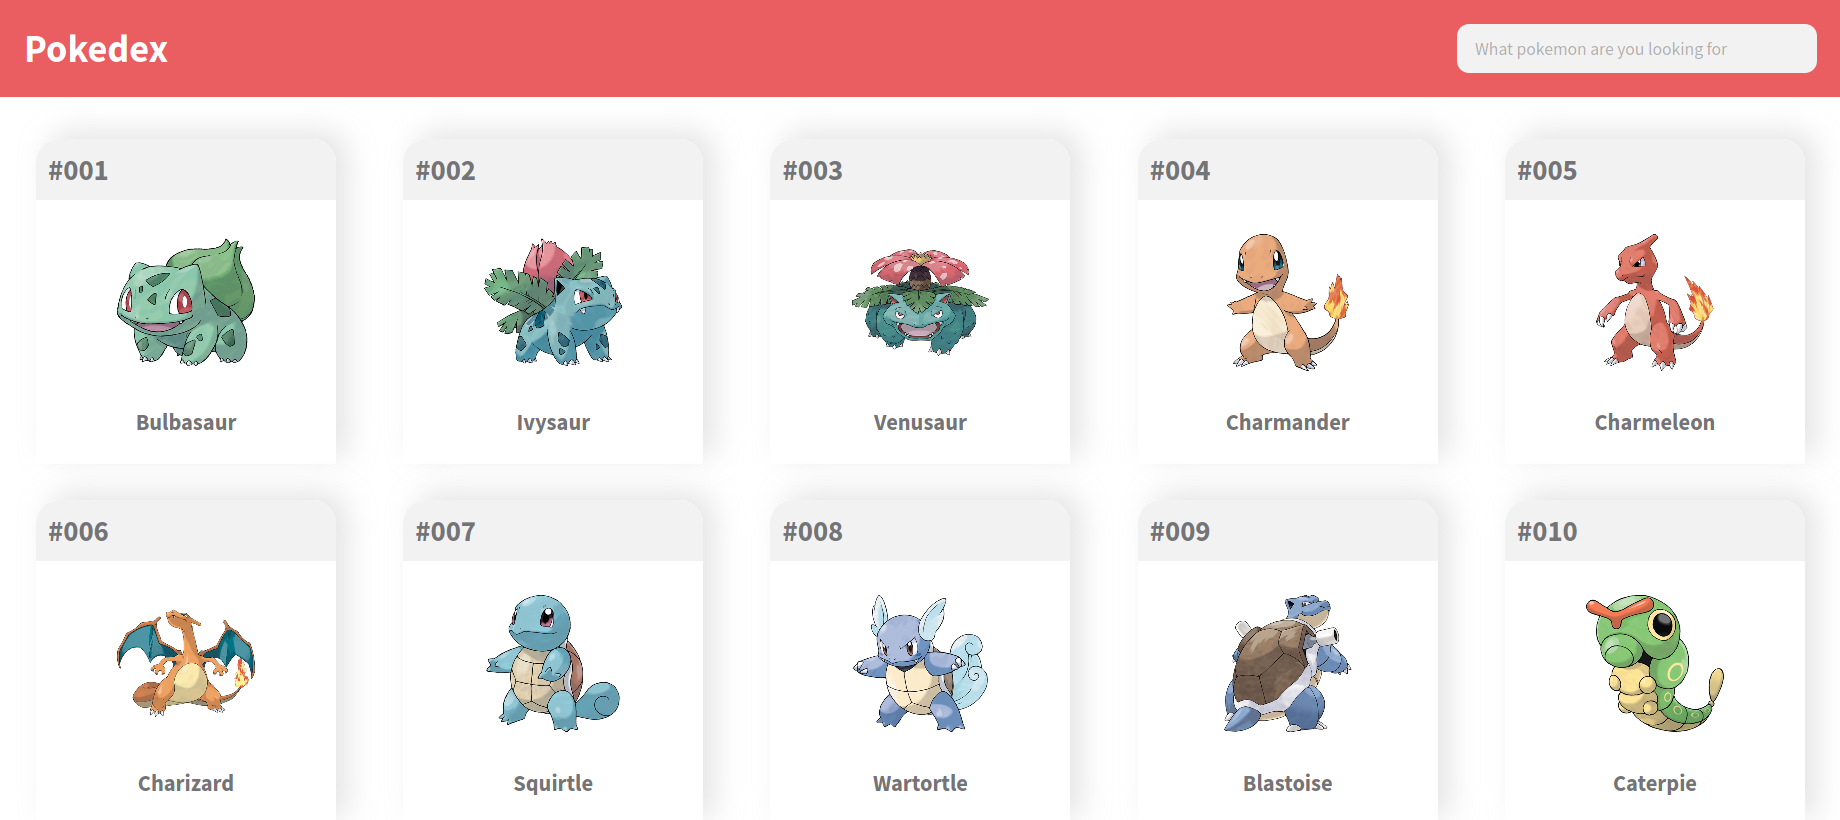 Pokedex
What pokemon are you looking for
#001
#002
#003
#004
#005
Bulbasaur
Ivysaur
Venusaur
Charmander
Charmeleon
#006
#007
#008
#009
#010
Charizard
Squirtle
Wartortle
Blastoise
Caterpie